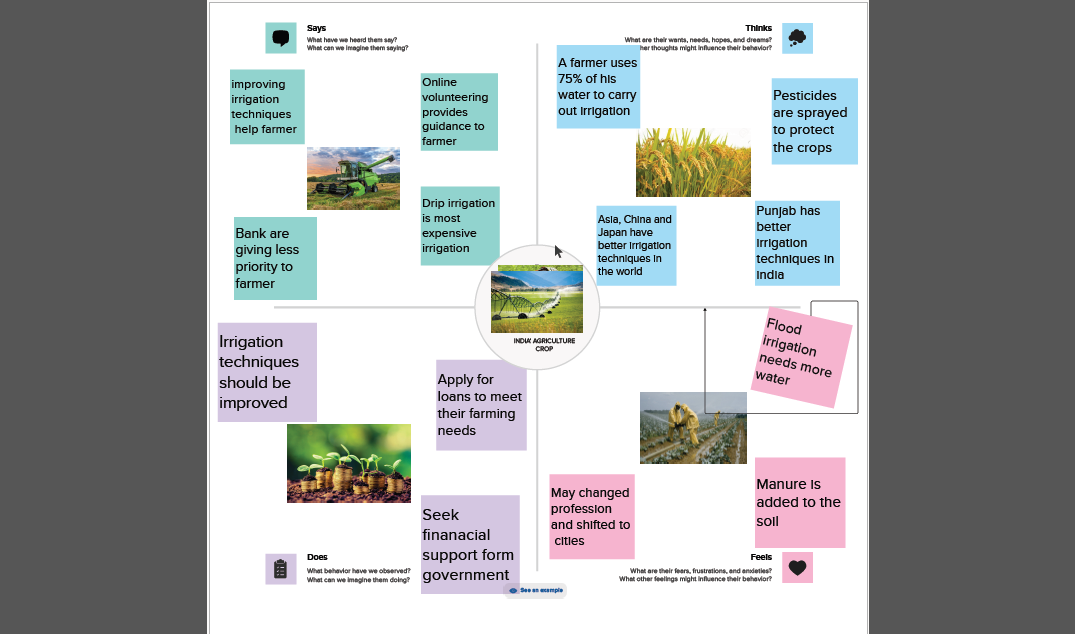 Says
What have we heard them say?
What can we imagine them saying?
improving
irrigation
techniques
help farmer
Online
volunteering
provides
guidance to
farmer
Bank are
giving less
priority to
farmer
Drip irrigation
is most
expensive
irrigation
Thinks
What are their wants, needs, hopes, and dreams?
her thoughts might influence their behavior?
A farmer uses
75% of his
water to carry
out irrigation
Pesticides
are sprayed
to protect
the crops
Asia, China and
Japan have
better irrigation
techniques in
the world
Punjab has
better
irrigation
techniques in
india
INDIA' AGRICULTURE
CROP
Irrigation
techniques
should be
improved
Apply for
loans to meet
their farming
needs
Seek
finanacial
support form
government
Does
What behavior have we observed?
What can we imagine them doing?
See an example
Flood
irrigation
needs more
water
May changed
profession
and shifted to
cities
Manure is
added to the
soil
Feels
What are their fears, frustrations, and anxieties?
What other feelings might influence their behavior?